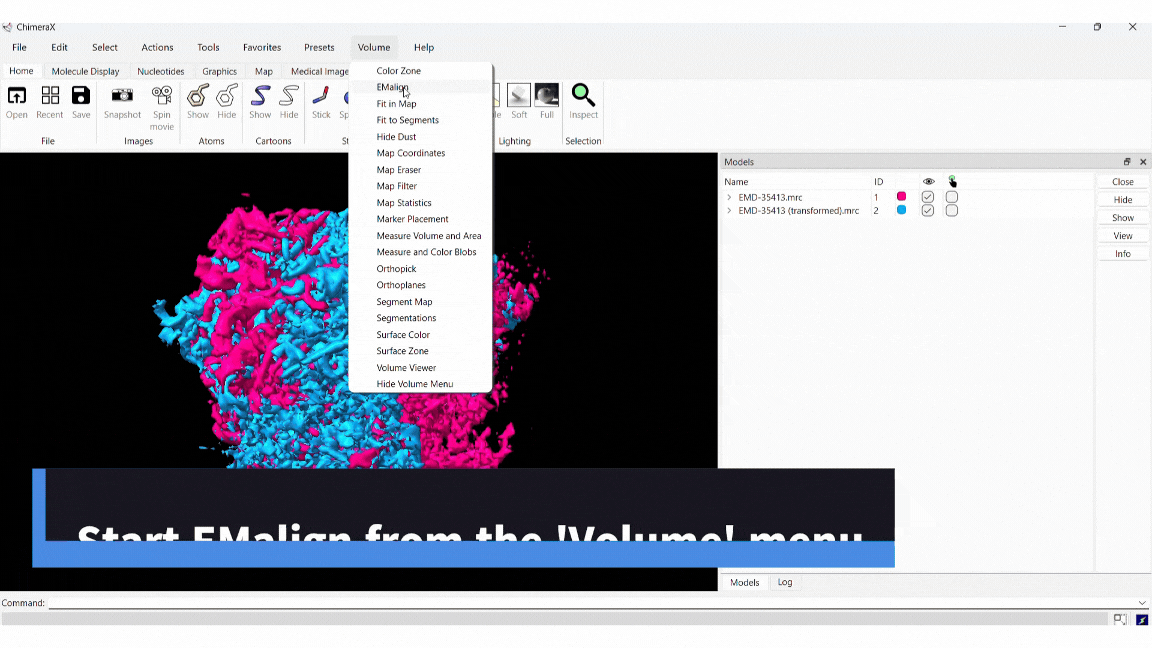 ChimeraX
File Edit Select Actions Tools Favorites Presets Volume Help
Home Molecule Display Nucleotides Graphics Map Medical Image
Open Recent Save Snapshot Spin movie Show Hide Show Hide Stick Soft Full Inspect
File Images Atoms Cartoons Lighting Selection
Color Zone
EMalign
Fit in Map
Fit to Segments
Hide Dust
Map Coordinates
Map Eraser
Map Filter
Map Statistics
Marker Placement
Measure Volume and Area
Measure and Color Blobs
Orthopick
Orthoplanes
Segment Map
Segmentations
Surface Color
Surface Zone
Volume Viewer
Hide Volume Menu
Models
Name ID
EMD-35413.mrc 1
EMD-35413 (transformed).mrc 2
Close
Hide
Show
View
Info
Start EMalign from the 'Volume' menu
Models Log
Command: